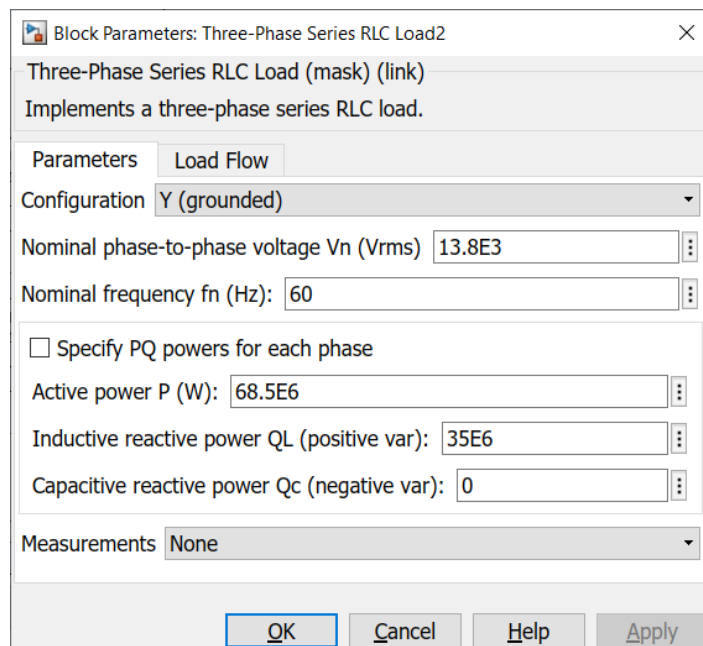 Block Parameters: Three-Phase Series RLC Load2
Three-Phase Series RLC Load (mask) (link)
Implements a three-phase series RLC load.
Parameters Load Flow
Configuration Y (grounded)
Nominal phase-to-phase voltage Vn (Vrms) 13.8E3
Nominal frequency fn (Hz): 60
Specify PQ powers for each phase
Active power P (W): 68.5E6
Inductive reactive power QL (positive var): 35E6
Capacitive reactive power Qc (negative var): 0
Measurements None
OK Cancel Help Apply